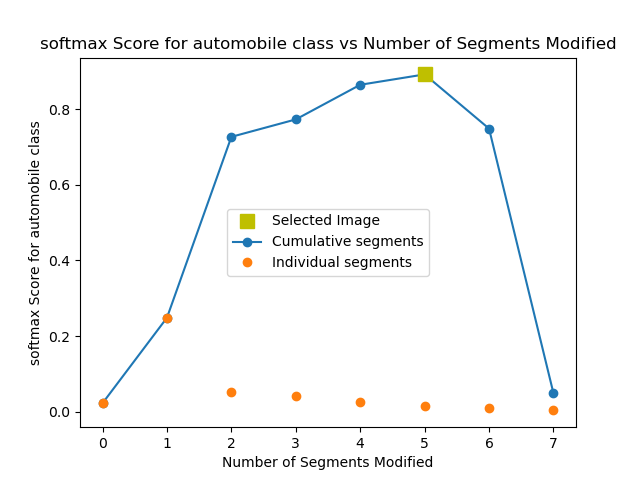 softmax Score for automobile class vs Number of Segments Modified
softmax Score for automobile class
0.8
0.6
0.4
0.2
0.0
Selected Image
Cumulative segments
Individual segments
0 1 2 3 4 5 6 7
Number of Segments Modified